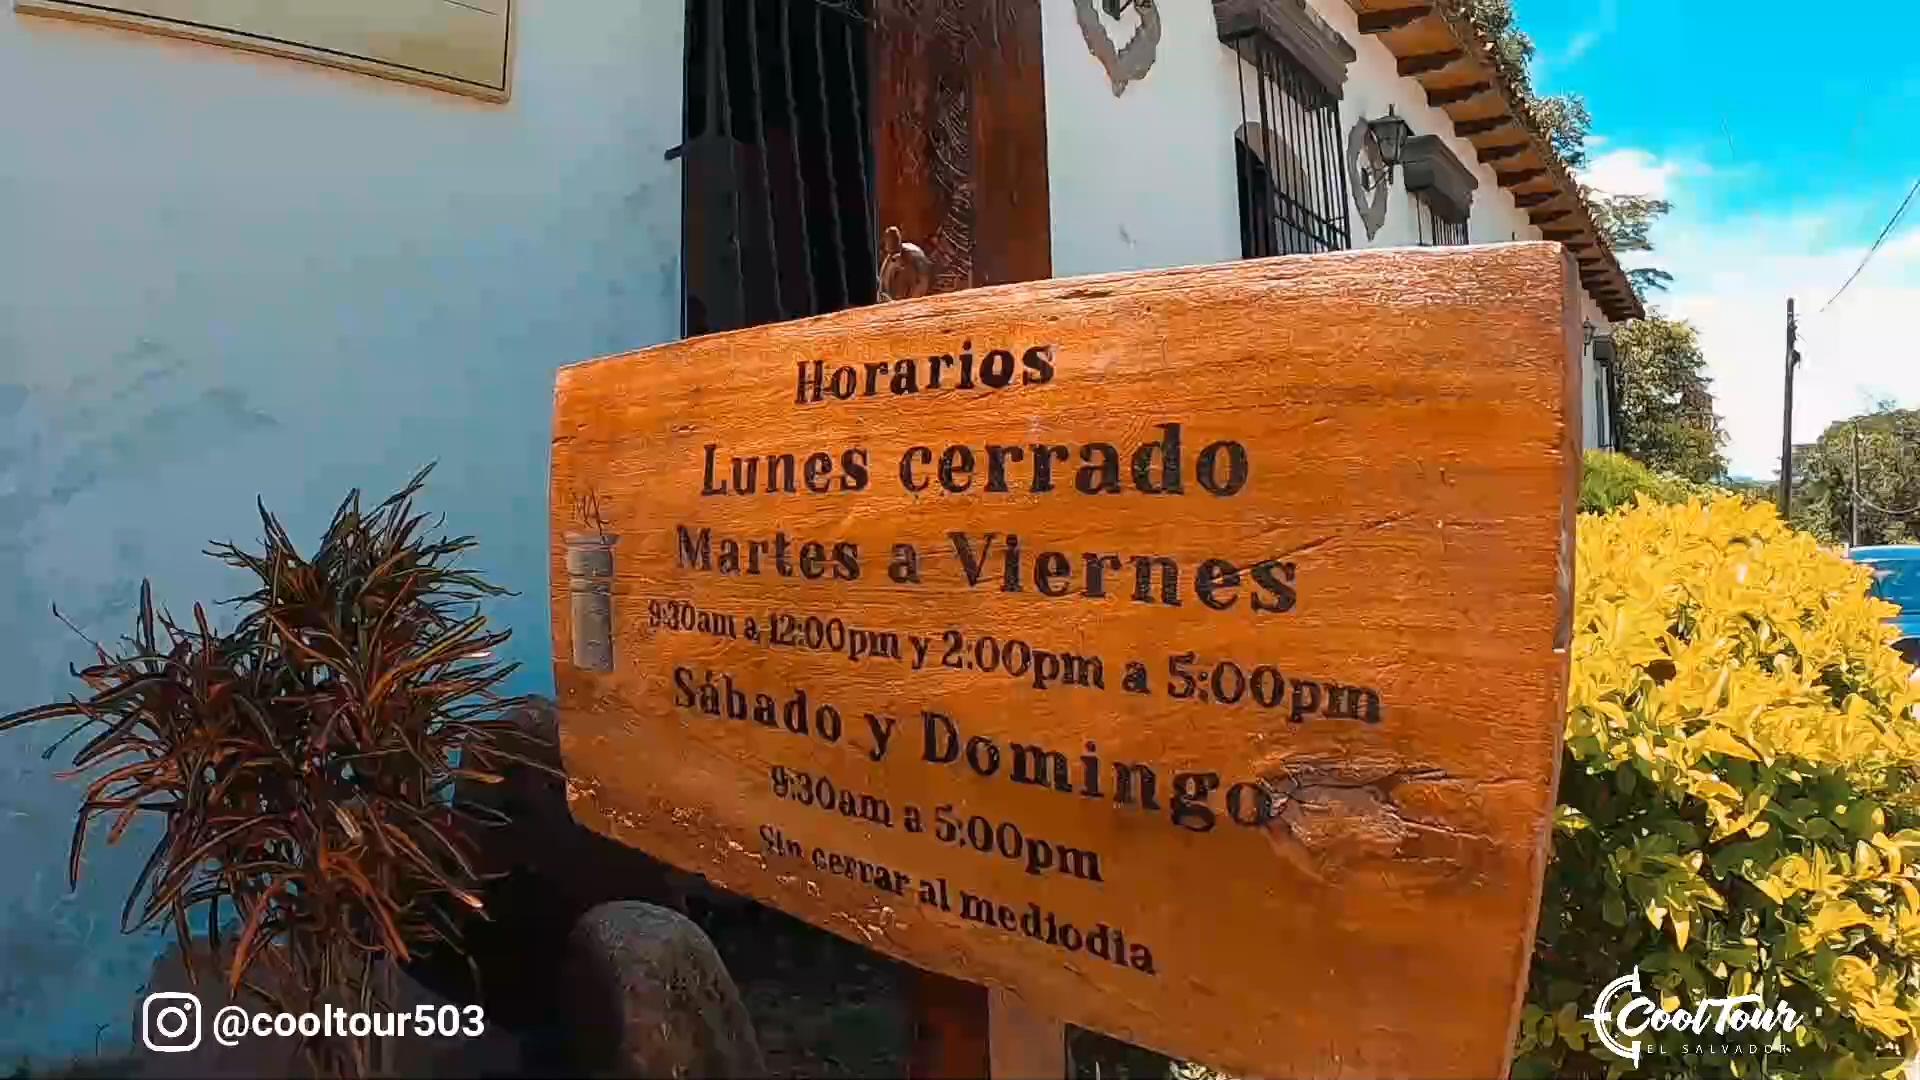 Horarios
Lunes cerrado
Martes a Viernes
9:30am a 12:00pm y 2:00pm a 5:00pm
Sábado y Domingo
9:30am a 5:00pm
Sin cerrar al mediodia
@cooltour503
CoolTour
EL SALVADOR